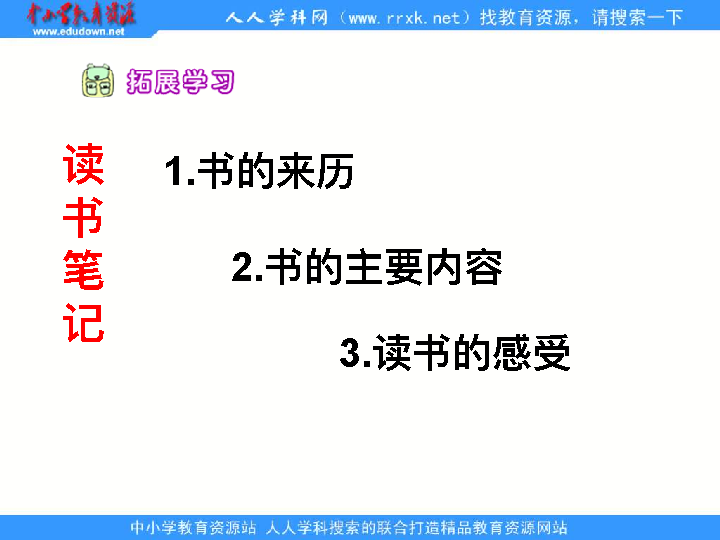 中小学教育资源
www.edudown.net
人人学科网（www.rrxk.net）找教育资源，请搜索一下
拓展学习
读书笔记
1.书的来历
2.书的主要内容
3.读书的感受
中小学教育资源站 人人学科搜索的联合打造精品教育资源网站